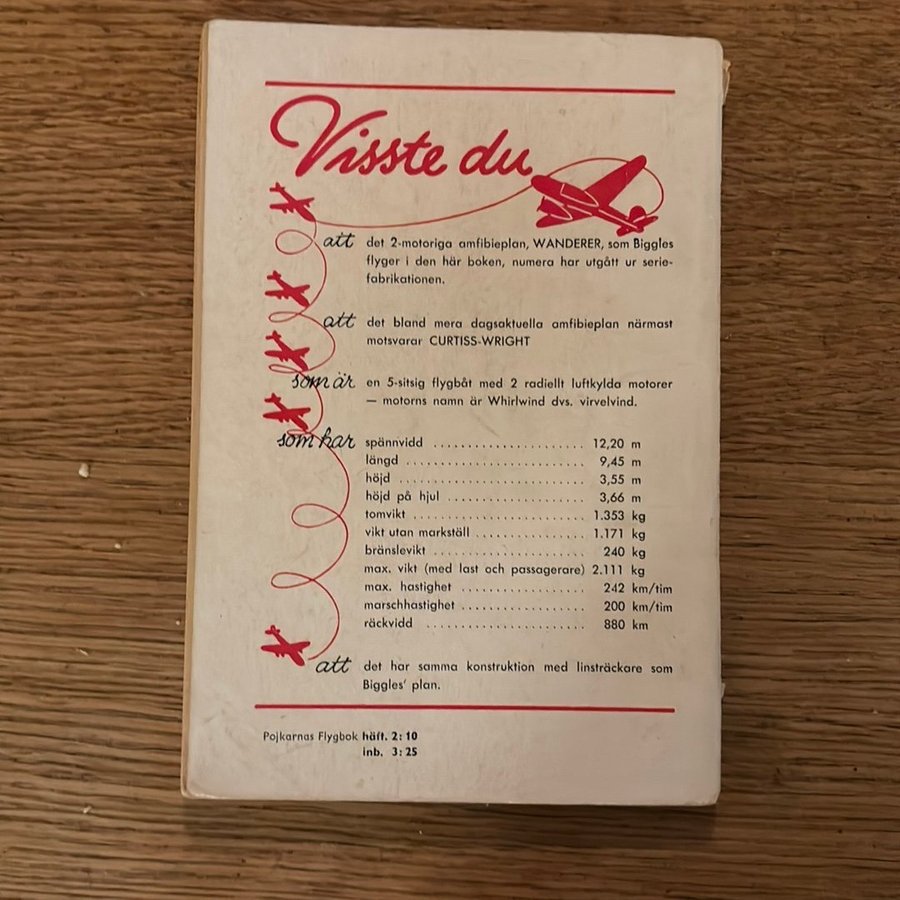 Visste du
att det 2-motoriga amfibieplan, WANDERER, som Biggles
flyger i den här boken, numera har utgått ur serie-
fabrikationen.
att det bland mera dagsaktuella amfibieplan närmast
motsvarar CURTISS-WRIGHT
som är en 5-sitsig flygbåt med 2 radiellt luftkylda motorer
— motorns namn är Whirlwind dvs. virvelvind.
som har spännvidd ........................ 12,20 m
längd ............................ 9,45 m
höjd ............................. 3,55 m
höjd på hjul ..................... 3,66 m
tomvikt .......................... 1.353 kg
vikt utan markställ ................ 1.171 kg
bränslevikt ........................ 240 kg
max. vikt (med last och passagerare) 2.111 kg
max. hastighet .................... 242 km/tim
marschhastighet ................... 200 km/tim
räckvidd ......................... 880 km
att det har samma konstruktion med linsträckare som
Biggles' plan.
Pojkarnas Flygbok häft. 2:10
inb. 3:25